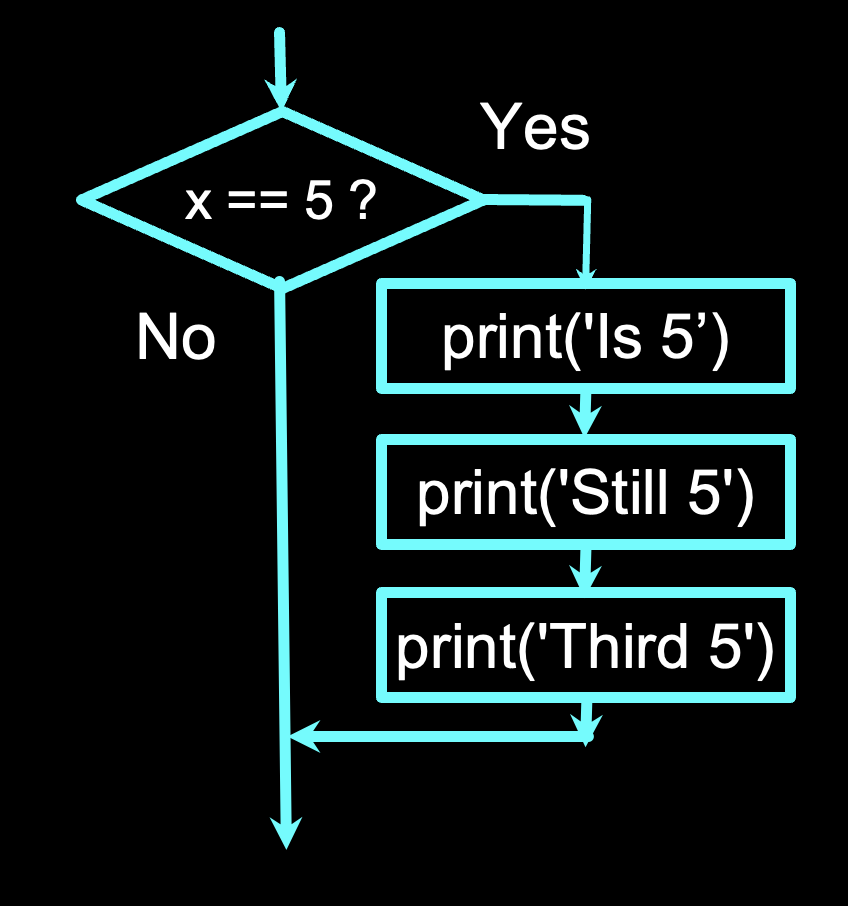 Yes
x == 5 ?
No
print('Is 5’)
print('Still 5')
print('Third 5')